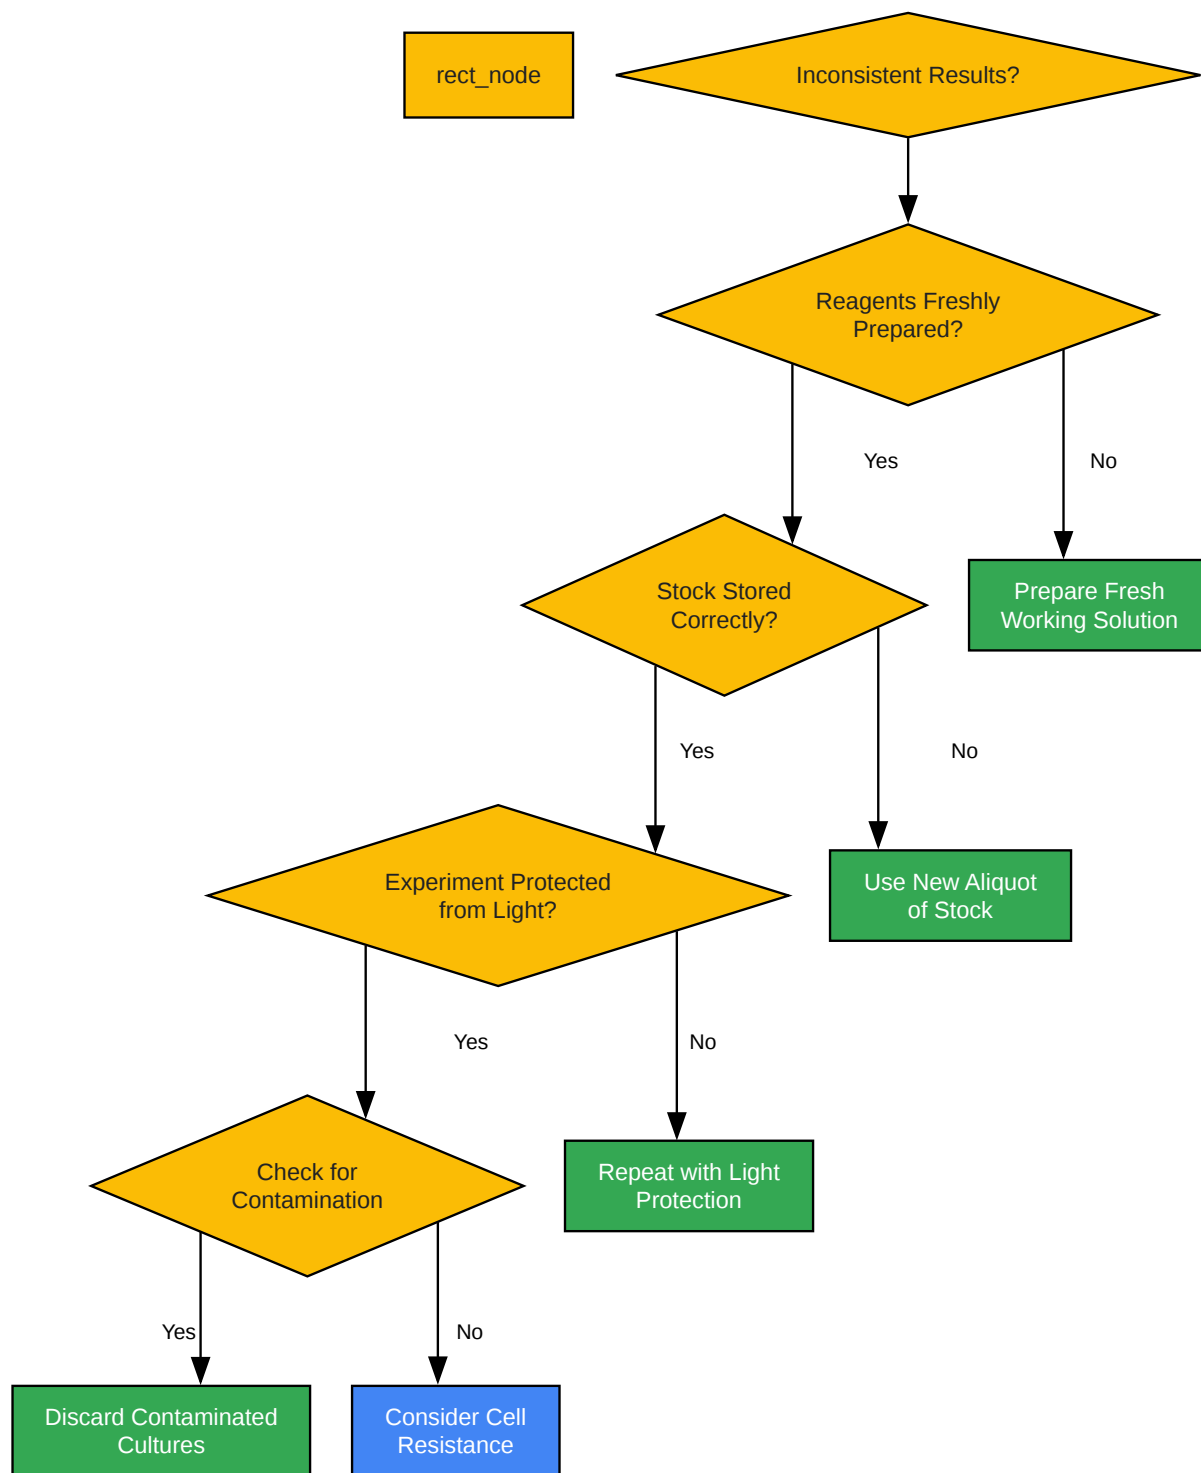 rect_node
Inconsistent Results?
Reagents Freshly
Prepared?
Yes
No
Stock Stored
Correctly?
Prepare Fresh
Working Solution
Yes
No
Experiment Protected
from Light?
Use New Aliquot
of Stock
Yes
No
Check for
Contamination
Repeat with Light
Protection
Yes
No
Discard Contaminated
Cultures
Consider Cell
Resistance